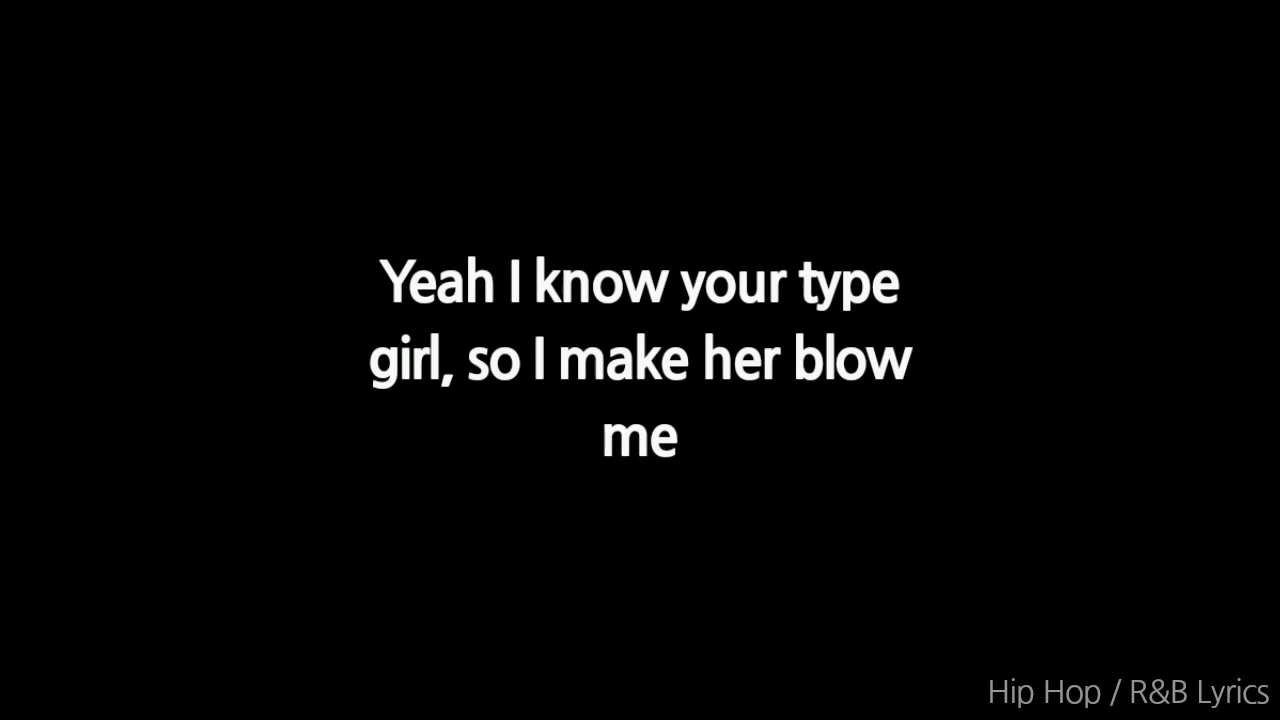 Yeah I know your type
girl, so I make her blow
me
Hip Hop / R&B Lyrics